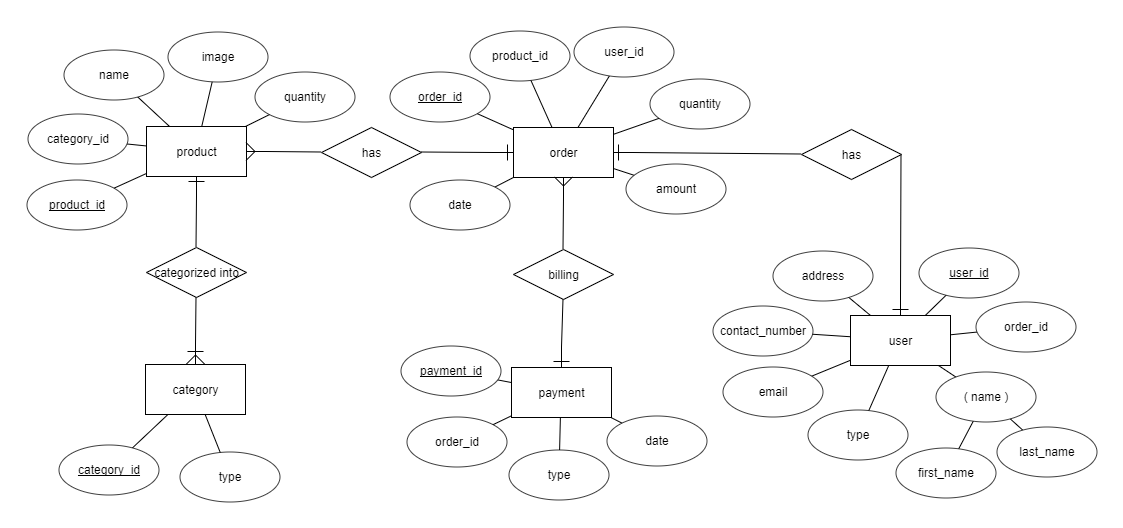 product_id
user_id
image
name
order_id
quantity
quantity
category_id
product
has
order
has
product_id
date
amount
categorized into
billing
address
user_id
contact_number
order_id
user
payment_id
category
payment
email
( name )
order_id
type
date
last_name
category_id
type
type
first_name